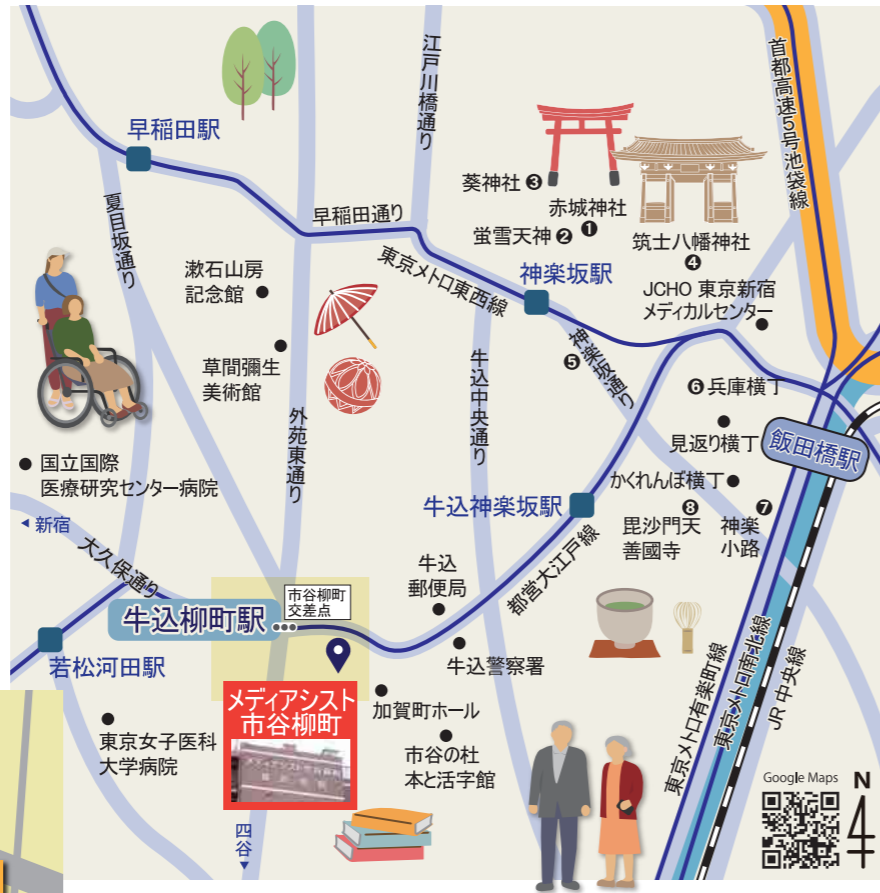 江戸川橋通り
首都高速5号池袋線
早稲田駅
夏目坂通り
早稲田通り
葵神社 ❸
赤城神社
❶
蛍雪天神 ❷
筑土八幡神社
❹
東京メトロ東西線
神楽坂駅
JCHO 東京新宿
メディカルセンター
漱石山房
記念館
草間彌生
美術館
❺
神楽坂通り
牛込中央通り
外苑東通り
❻ 兵庫横丁
見返り横丁
飯田橋駅
国立国際
医療研究センター病院
かくれんぼ横丁
牛込神楽坂駅
❽
毘沙門天
善國寺
❼
神楽
小路
新宿
大久保通り
都営大江戸線
牛込
郵便局
市谷柳町
交差点
牛込柳町駅
若松河田駅
牛込警察署
メディアシスト
市谷柳町
加賀町ホール
東京女子医科
大学病院
市谷の杜
本と活字館
東京メトロ有楽町線
東京メトロ南北線
JR 中央線
四谷
Google Maps
N